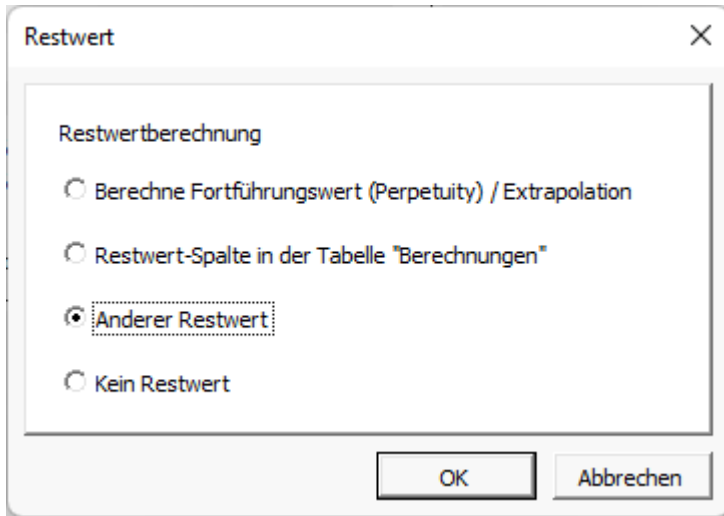 Restwert
Restwertberechnung
Berechne Fortführungswert (Perpetuity) / Extrapolation
Restwert-Spalte in der Tabelle "Berechnungen"
Anderer Restwert
Kein Restwert
OK
Abbrechen